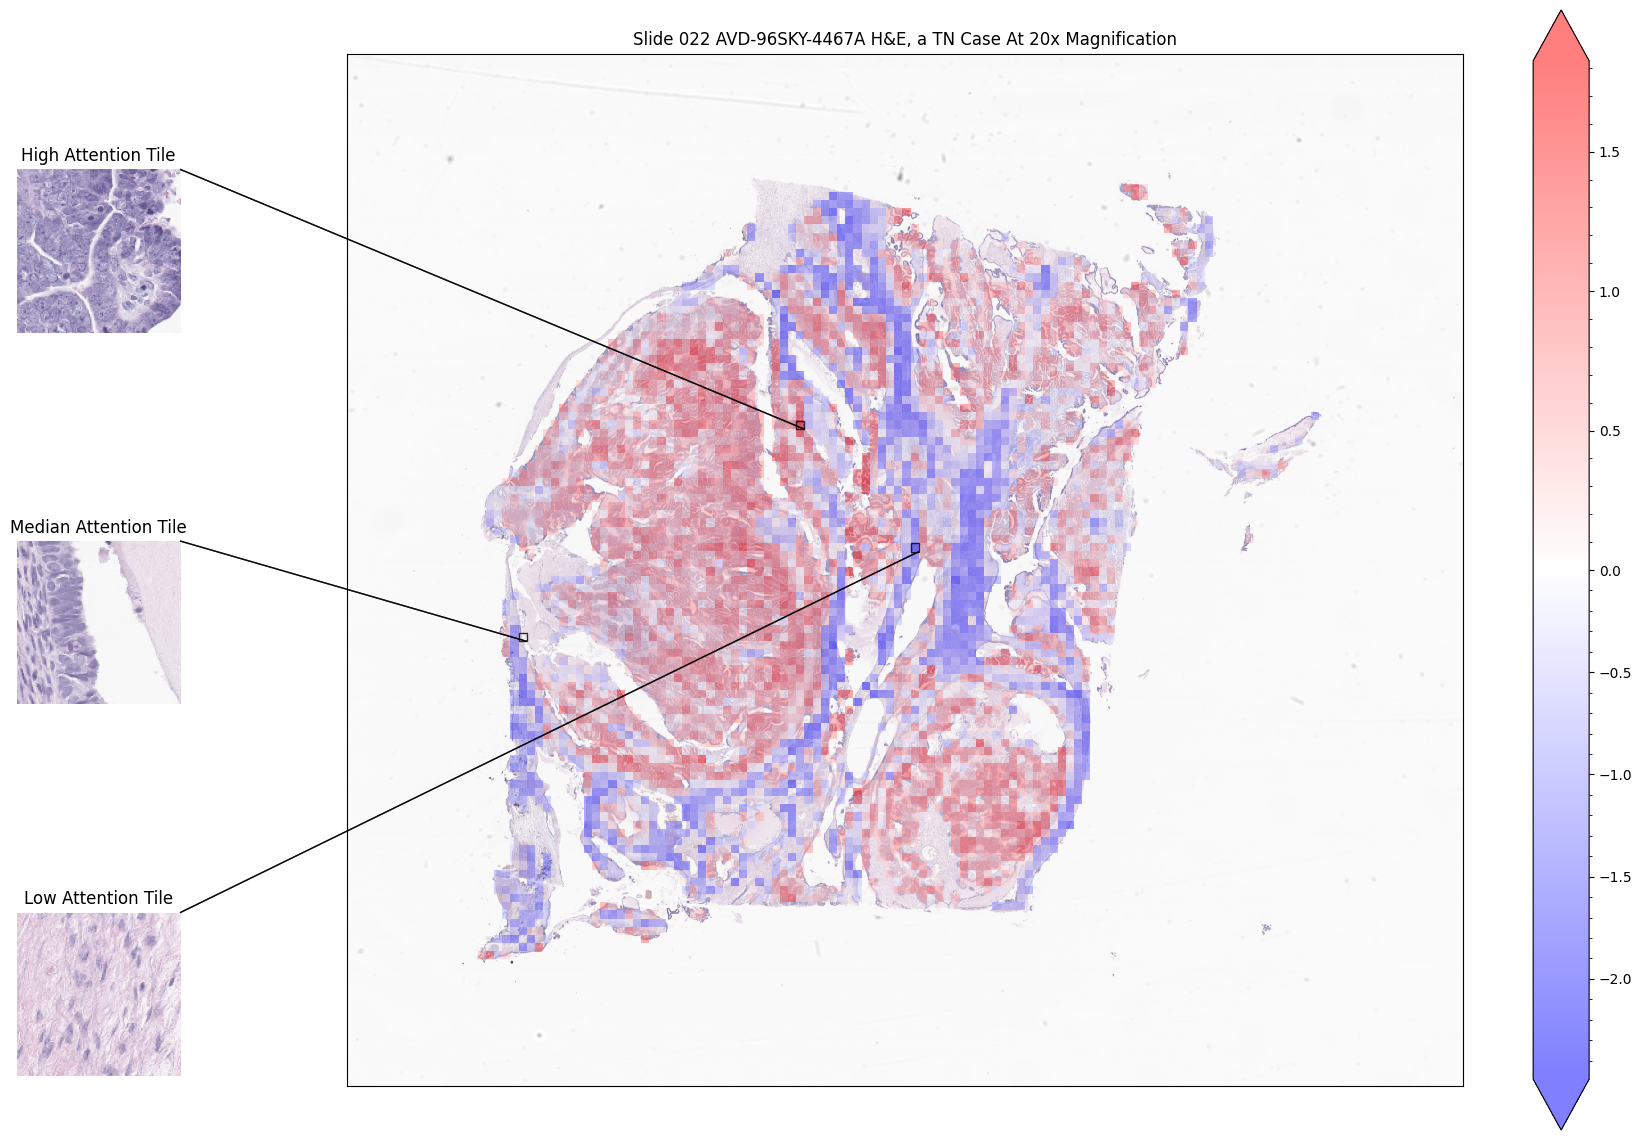 Slide 022 AVD-96SKY-4467A H&E, a TN Case At 20x Magnification
High Attention Tile
Median Attention Tile
Low Attention Tile
1.5
1.0
0.5
0.0
−0.5
−1.0
−1.5
−2.0